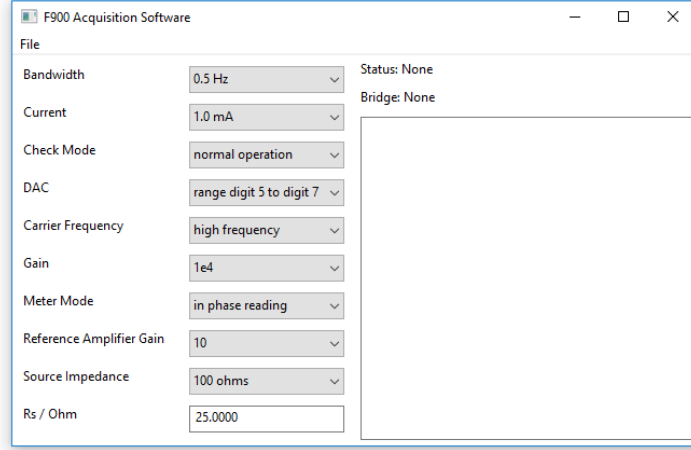 F900 Acquisition Software
File
Bandwidth 0.5 Hz
Current 1.0 mA
Check Mode normal operation
DAC range digit 5 to digit 7
Carrier Frequency high frequency
Gain 1e4
Meter Mode in phase reading
Reference Amplifier Gain 10
Source Impedance 100 ohms
Rs / Ohm 25.0000
Status: None
Bridge: None